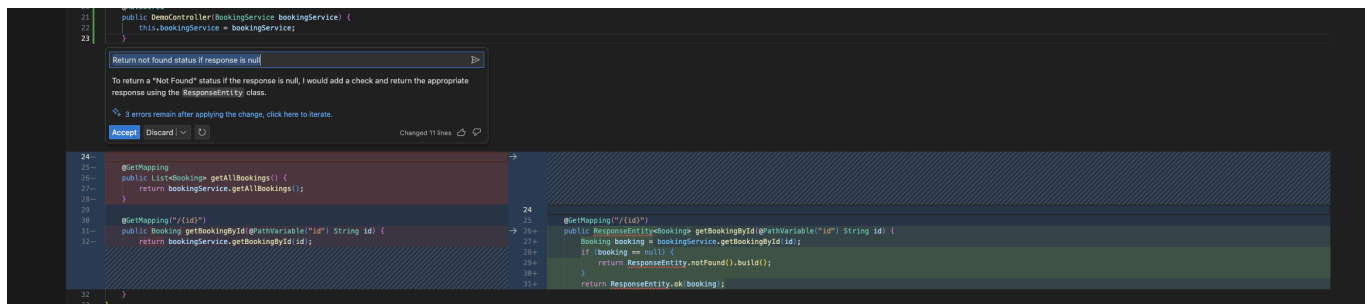 21 public DemoController(BookingService bookingService) {
22 this.bookingService = bookingService;
23 }
Return not found status if response is null
To return a "Not Found" status if the response is null, I would add a check and return the appropriate
response using the ResponseEntity class.
3 errors remain after applying the change, click here to iterate.
Accept Discard Changed 11 lines
24−
25− @GetMapping
26− public List<Booking> getAllBookings() {
27− return bookingService.getAllBookings();
28− }
29
30 @GetMapping("/{id}")
31− public Booking getBookingById(@PathVariable("id") String id) {
32− return bookingService.getBookingById(id);
32 }
24
25 @GetMapping("/{id}")
26+ public ResponseEntity<Booking> getBookingById(@PathVariable("id") String id) {
27+ Booking booking = bookingService.getBookingById(id);
28+ if (booking == null) {
29+ return ResponseEntity.notFound().build();
30+ }
31+ return ResponseEntity.ok(booking);